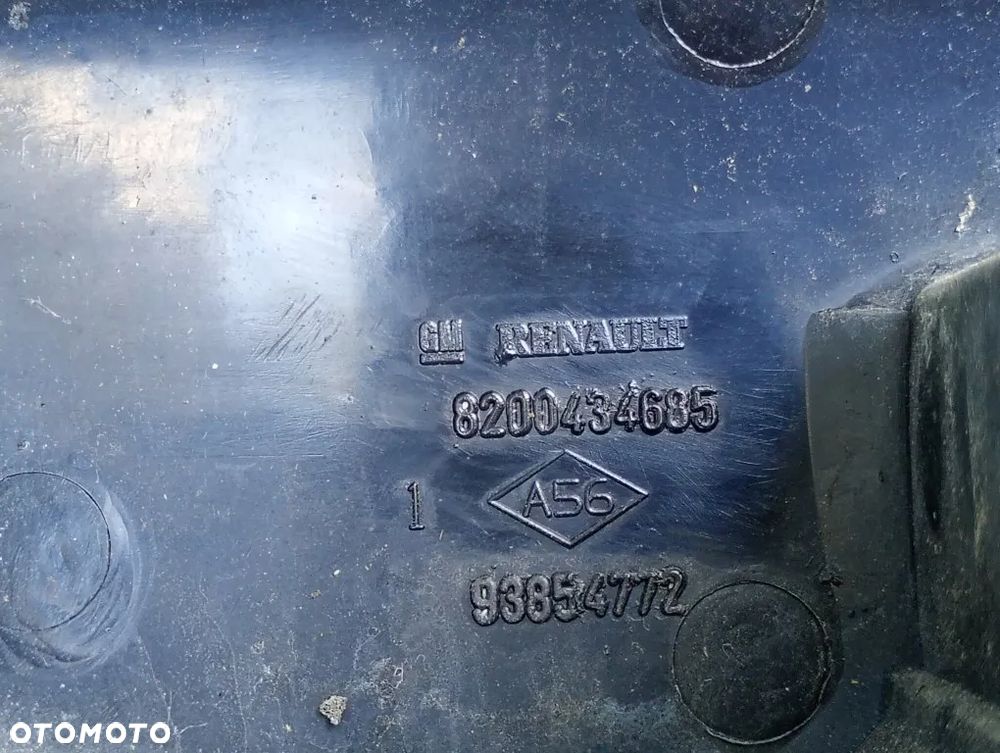 GM RENAULT
8200434685
1 A56
93854772
OTOMOTO